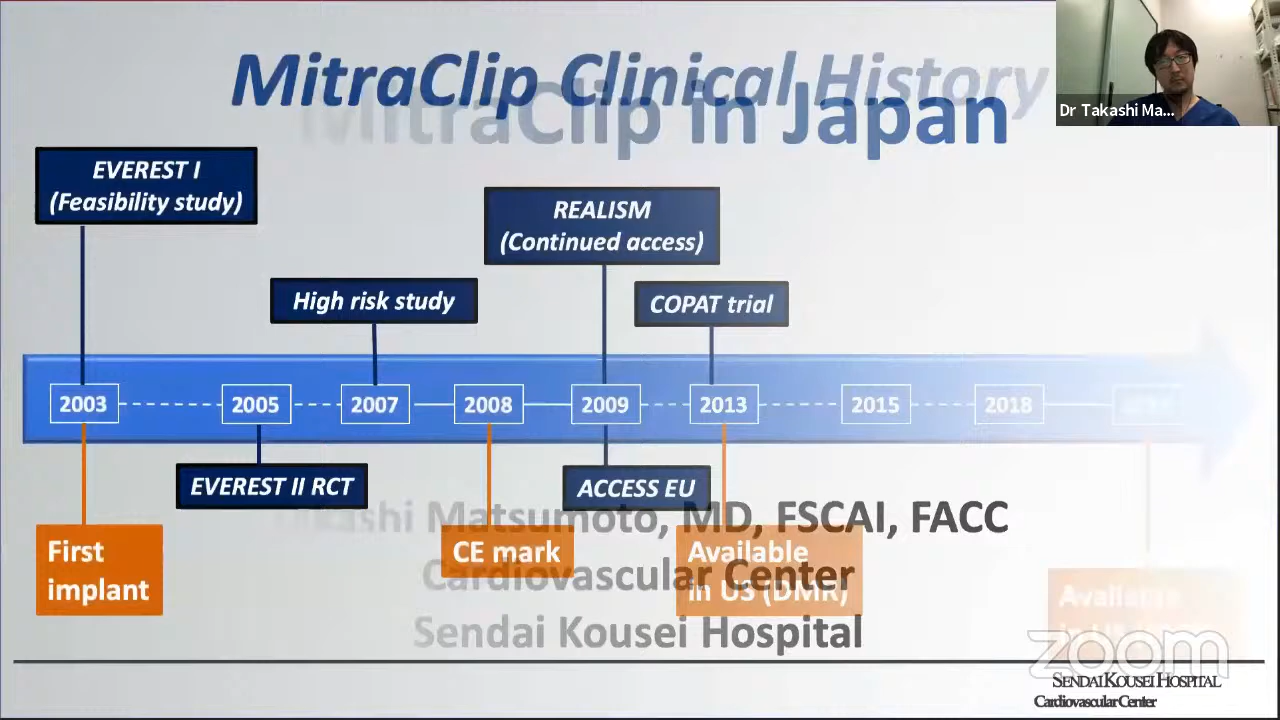 MitraClip Clinical History
MitraClip in Japan
Dr Takashi Ma...
EVEREST I
(Feasibility study)
REALISM
(Continued access)
High risk study
COPAT trial
2003
2005
2007
2008
2009
2013
2015
2018
EVEREST II RCT
ACCESS EU
Takashi Matsumoto, MD, FSCAI, FACC
First
implant
CE mark
Available
in US (DMR)
Cardiovascular Center
Sendai Kousei Hospital
Available
zoom
SENDAI KOUSEI HOSPITAL
Cardiovascular Center